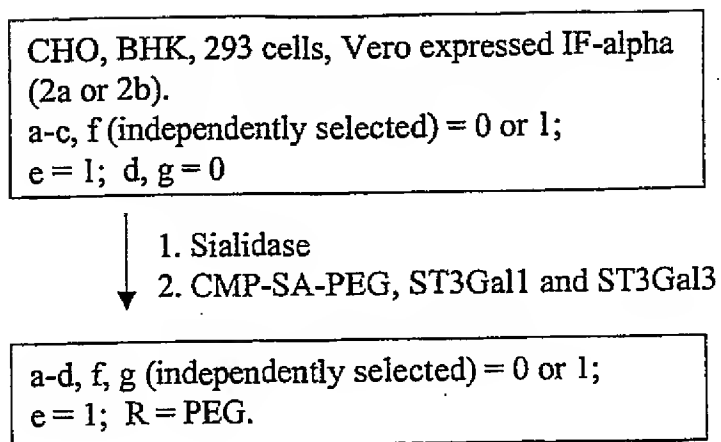 CHO, BHK, 293 cells, Vero expressed IF-alpha
(2a or 2b).
a-c, f (independently selected) = 0 or 1;
e = 1; d, g = 0
1. Sialidase
2. CMP-SA-PEG, ST3Gal1 and ST3Gal3
a-d, f, g (independently selected) = 0 or 1;
e = 1; R = PEG.